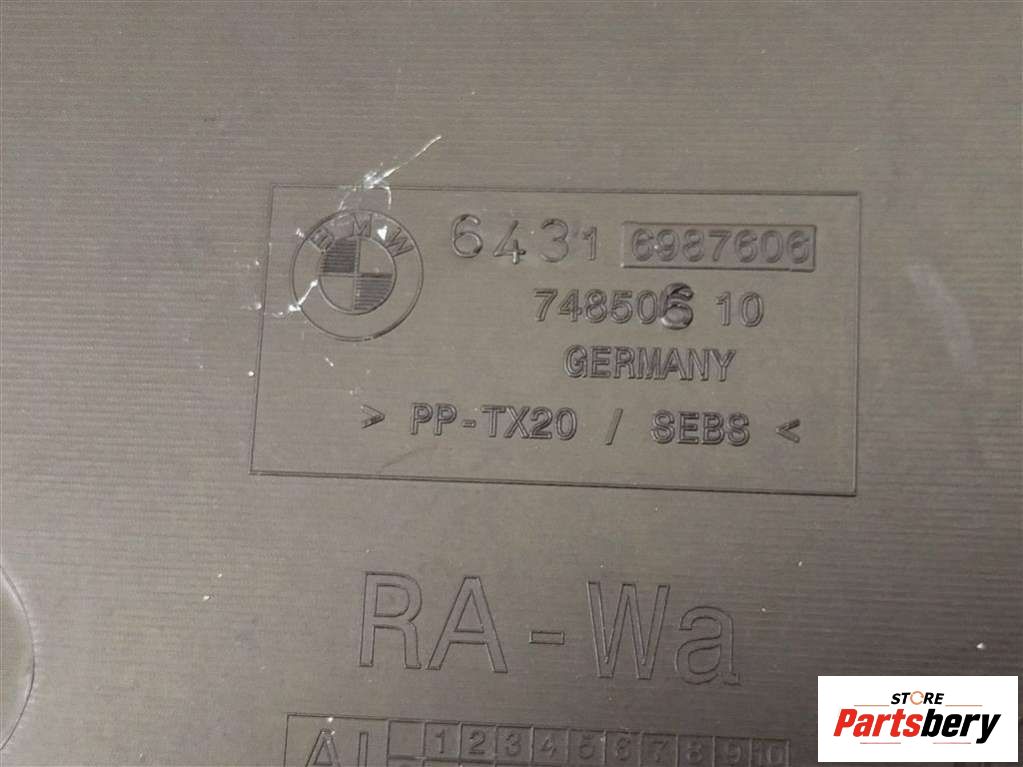 BMW
6431 6987606
748506 10
GERMANY
> PP-TX20 / SEBS <
RA-Wa
1 2 3 4 5 6 7 8 9 10
STORE
Partsbery